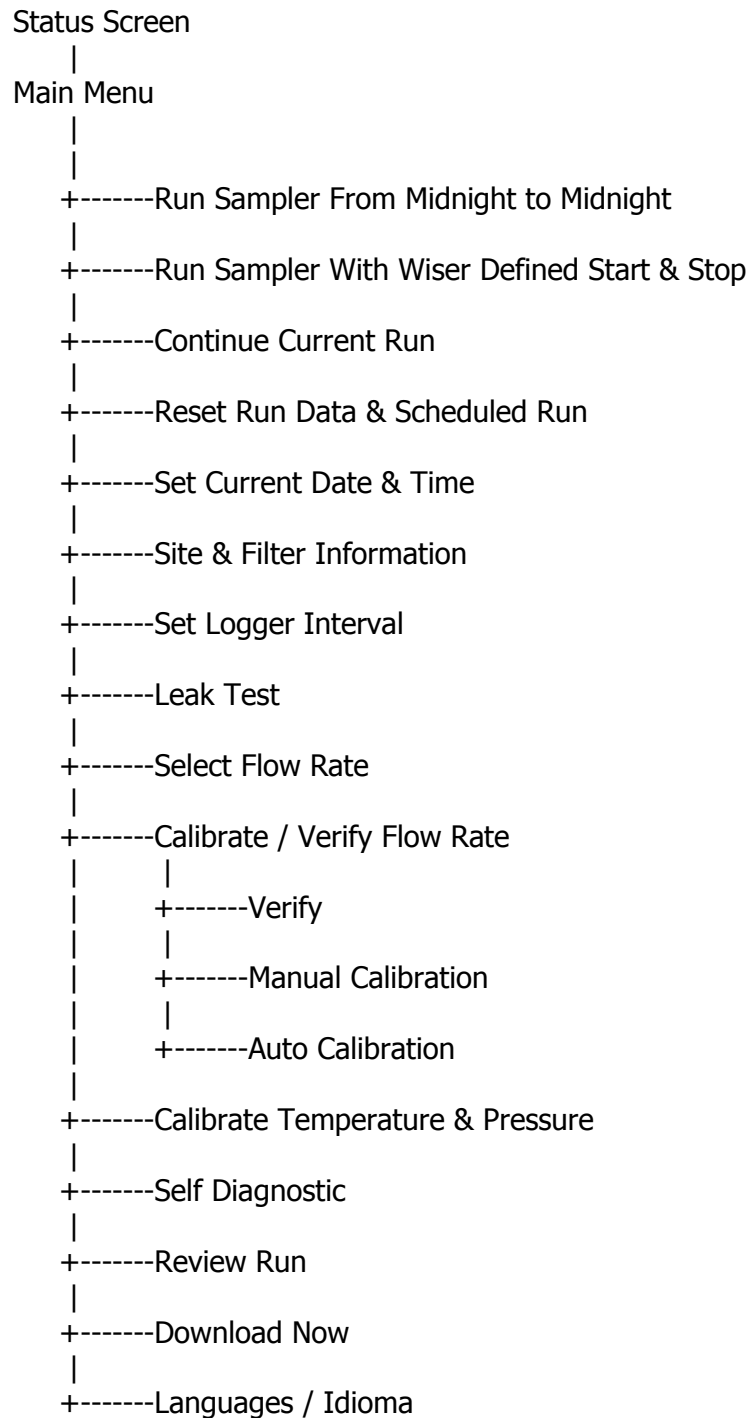 Status Screen
|
Main Menu
|
|
+-------Run Sampler From Midnight to Midnight
|
+-------Run Sampler With Wiser Defined Start & Stop
|
+-------Continue Current Run
|
+-------Reset Run Data & Scheduled Run
|
+-------Set Current Date & Time
|
+-------Site & Filter Information
|
+-------Set Logger Interval
|
+-------Leak Test
|
+-------Select Flow Rate
|
+-------Calibrate / Verify Flow Rate
| |
| +-------Verify
| |
| +-------Manual Calibration
| |
| +-------Auto Calibration
|
+-------Calibrate Temperature & Pressure
|
+-------Self Diagnostic
|
+-------Review Run
|
+-------Download Now
|
+-------Languages / Idioma